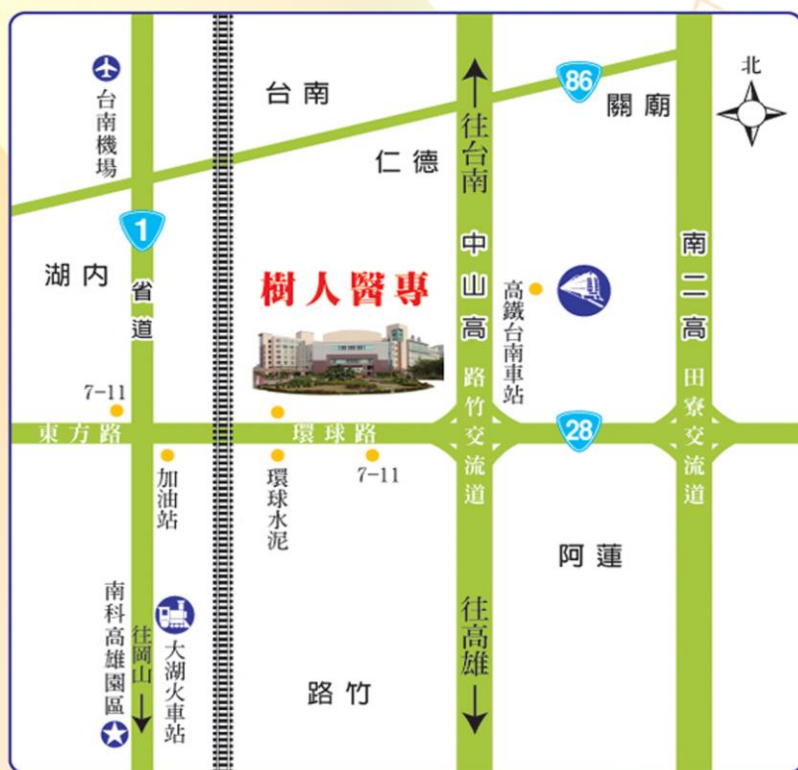 北
台南機場
台南
86
關廟
往台南
仁德
1
省道
湖內
樹人醫專
中山高
高鐵台南車站
南二高
7-11
東方路
環球路
路竹交流道
28
田寮交流道
加油站
環球水泥
7-11
阿蓮
南科高雄園區
往岡山
大湖火車站
往高雄
路竹